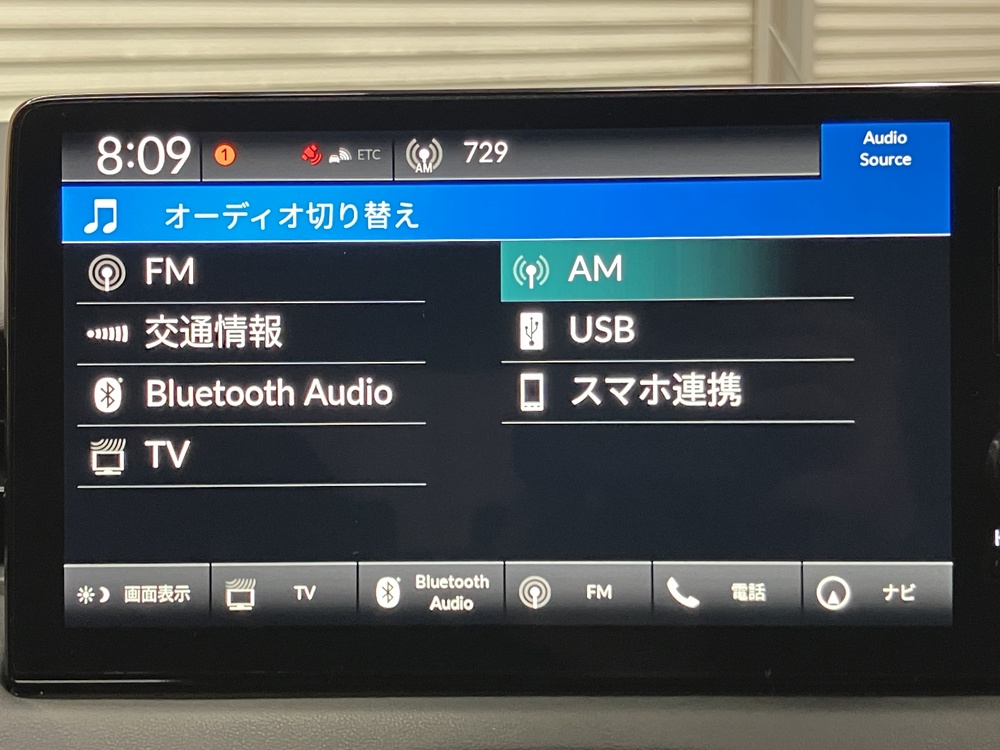 8:09 1 ETC AM 729 Audio Source
オーディオ切り替え
FM AM
交通情報 USB
Bluetooth Audio スマホ連携
TV
画面表示 TV Bluetooth Audio FM 電話 ナビ
H